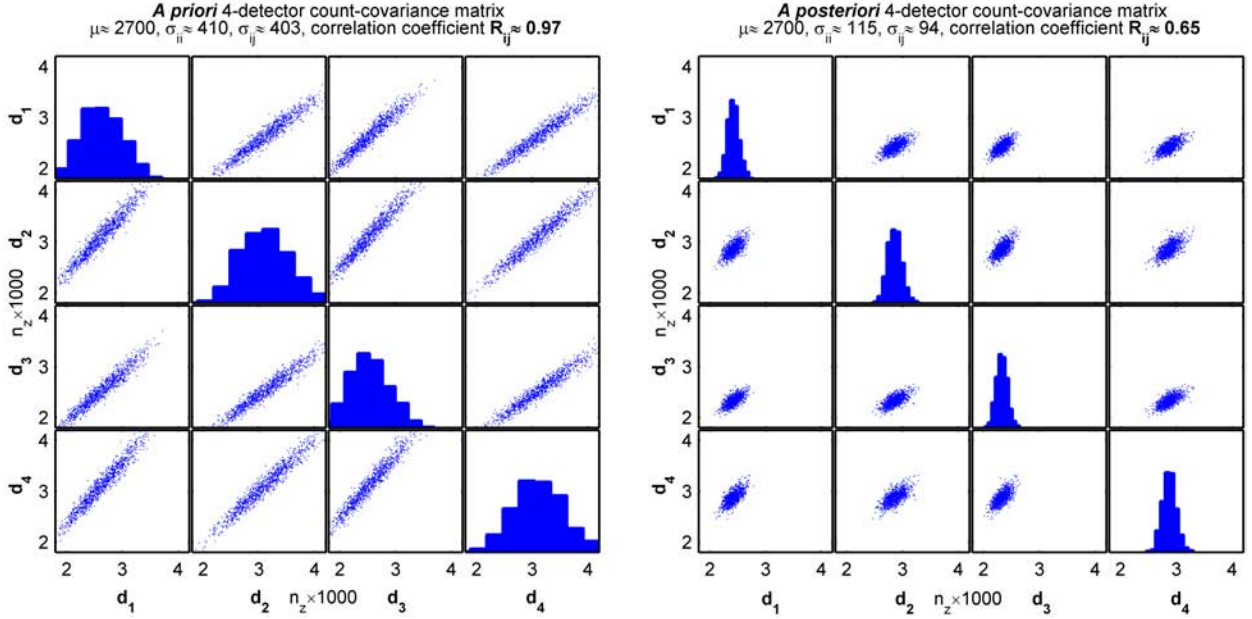 A priori 4-detector count-covariance matrix
μ≈ 2700, σii≈ 410, σij≈ 403, correlation coefficient Rij≈ 0.97
4
d1
3
2
4
d2
3
2
nz×1000
4
d3
3
2
4
d4
3
2
2 3 4 2 3 4 2 3 4 2 3 4
d1 d2 nz×1000 d3 d4
A posteriori 4-detector count-covariance matrix
μ≈ 2700, σii≈ 115, σij≈ 94, correlation coefficient Rij≈ 0.65
4
d1
3
2
4
d2
3
2
nz×1000
4
d3
3
2
4
d4
3
2
2 3 4 2 3 4 2 3 4 2 3 4
d1 d2 nz×1000 d3 d4